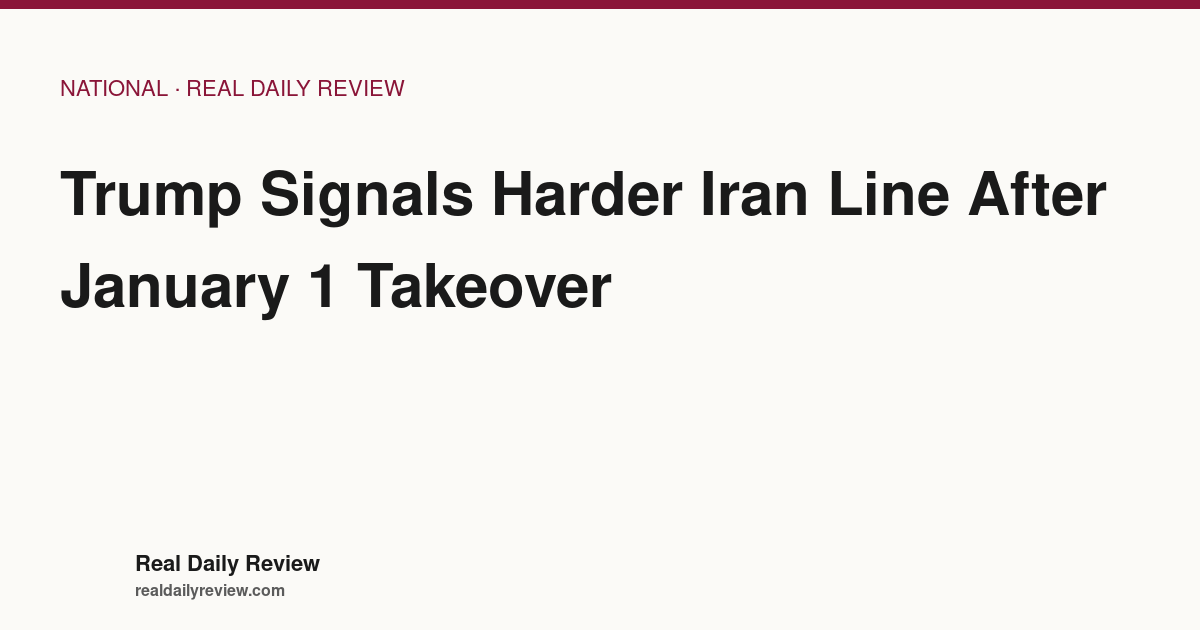 NATIONAL · REAL DAILY REVIEW
Trump Signals Harder Iran Line After
January 1 Takeover
Real Daily Review
realdailyreview.com